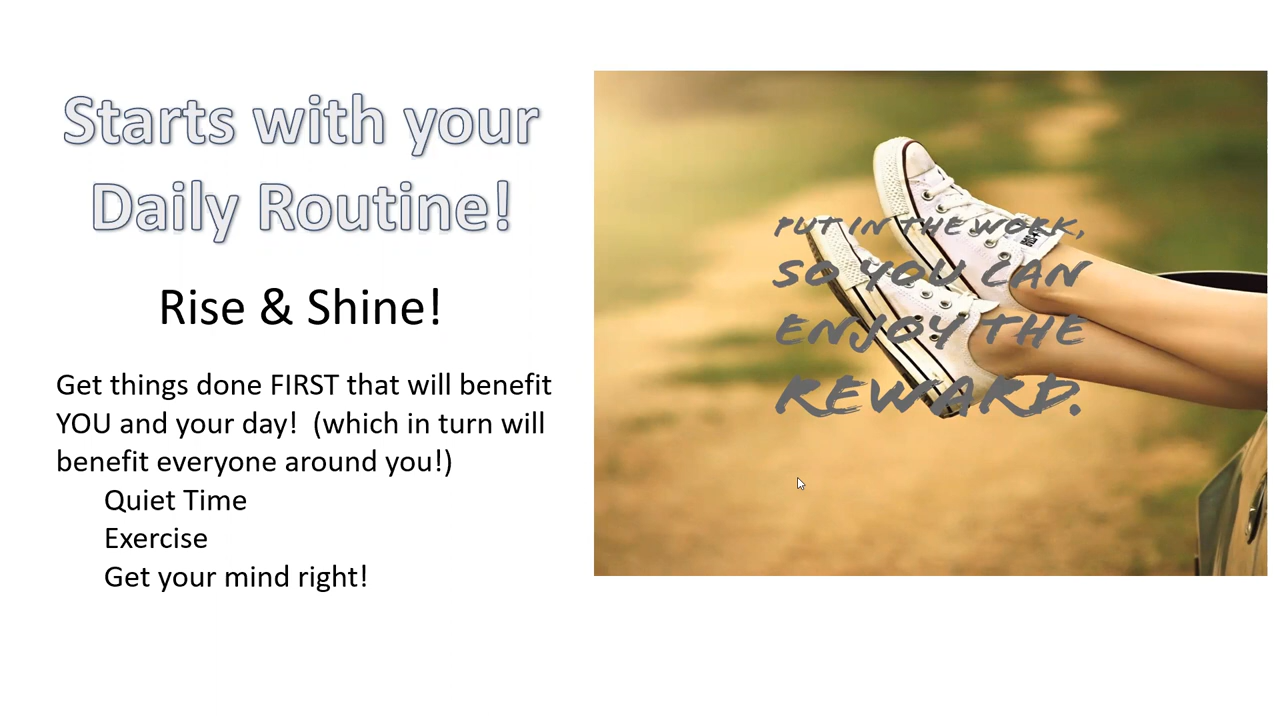 Starts with your
Daily Routine!
Rise & Shine!
Get things done FIRST that will benefit
YOU and your day!  (which in turn will
benefit everyone around you!)
Quiet Time
Exercise
Get your mind right!
PUT IN THE WORK,
SO YOU CAN
ENJOY THE
REWARD.